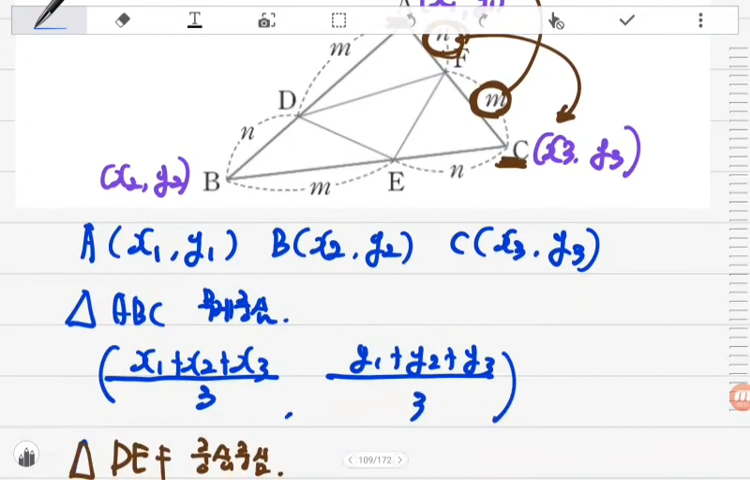 m
n
F
D
m
n
C (x3, y3)
(x2, y2) B
m
E
n
A (x1, y1) B(x2, y2) C(x3, y3)
△ ABC 무게중심.
( x1+x2+x3 / 3 , y1+y2+y3 / 3 )
109/172
△ DEF